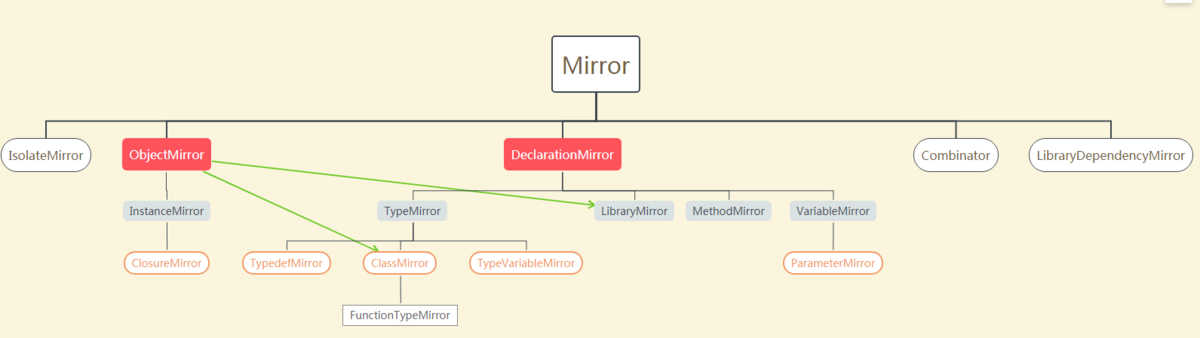 Mirror
IsolateMirror
ObjectMirror
DeclarationMirror
Combinator
LibraryDependencyMirror
InstanceMirror
TypeMirror
LibraryMirror
MethodMirror
VariableMirror
ClosureMirror
TypedefMirror
ClassMirror
TypeVariableMirror
ParameterMirror
FunctionTypeMirror